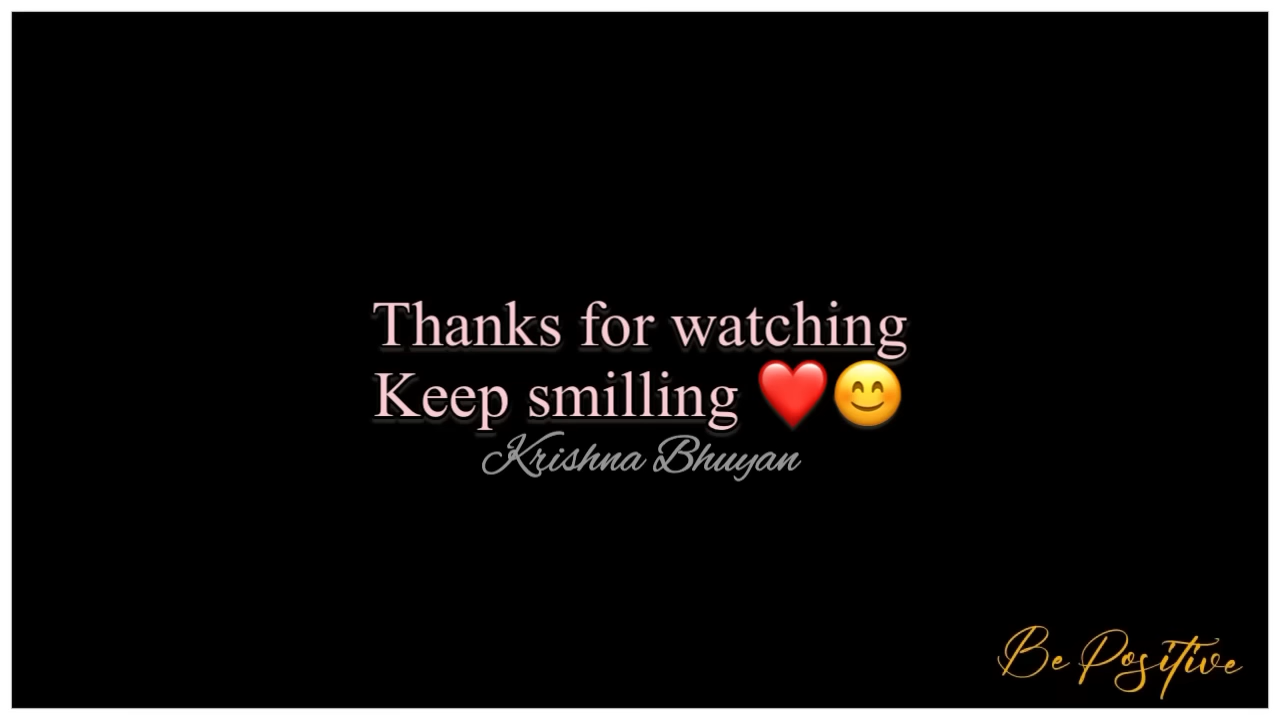 Thanks for watching
Keep smilling ❤️😊
Krishna Bhuyan
Be Positive